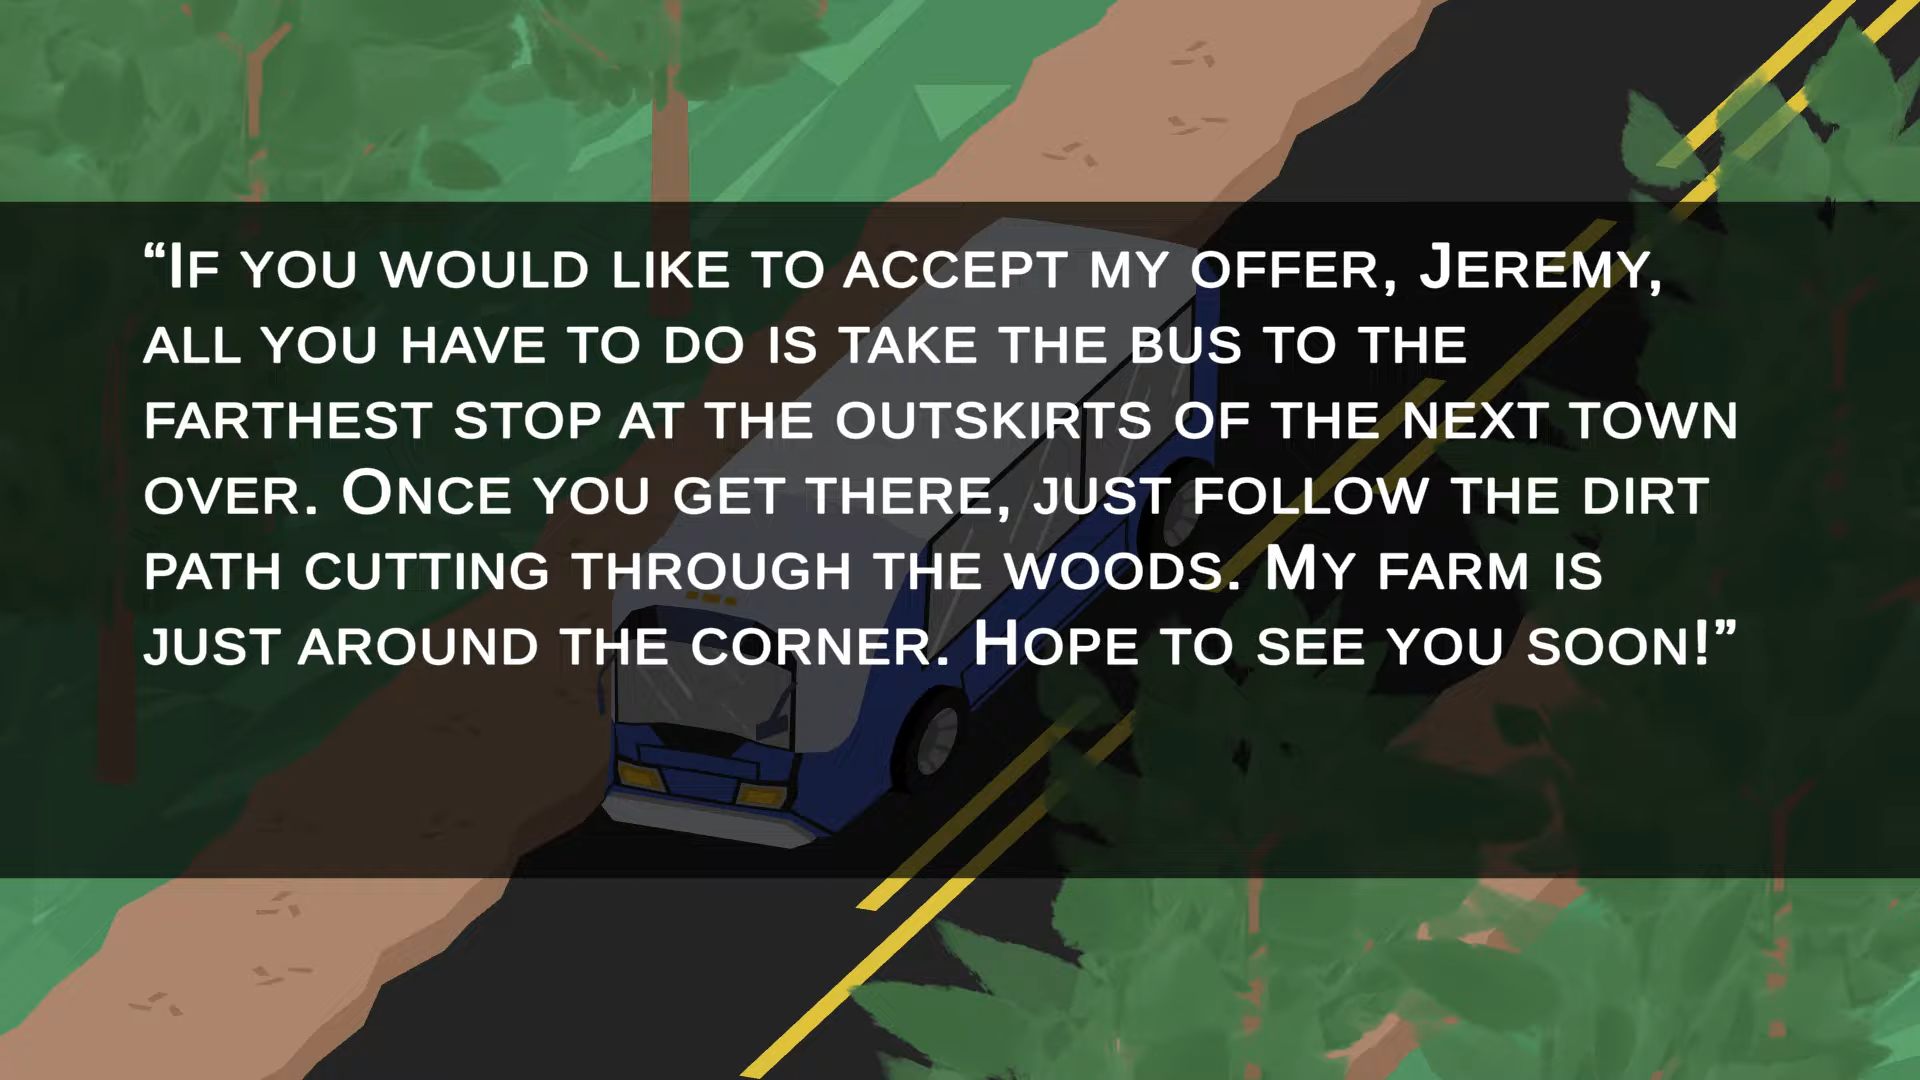 “If you would like to accept my offer, Jeremy,
all you have to do is take the bus to the
farthest stop at the outskirts of the next town
over. Once you get there, just follow the dirt
path cutting through the woods. My farm is
just around the corner. Hope to see you soon!”